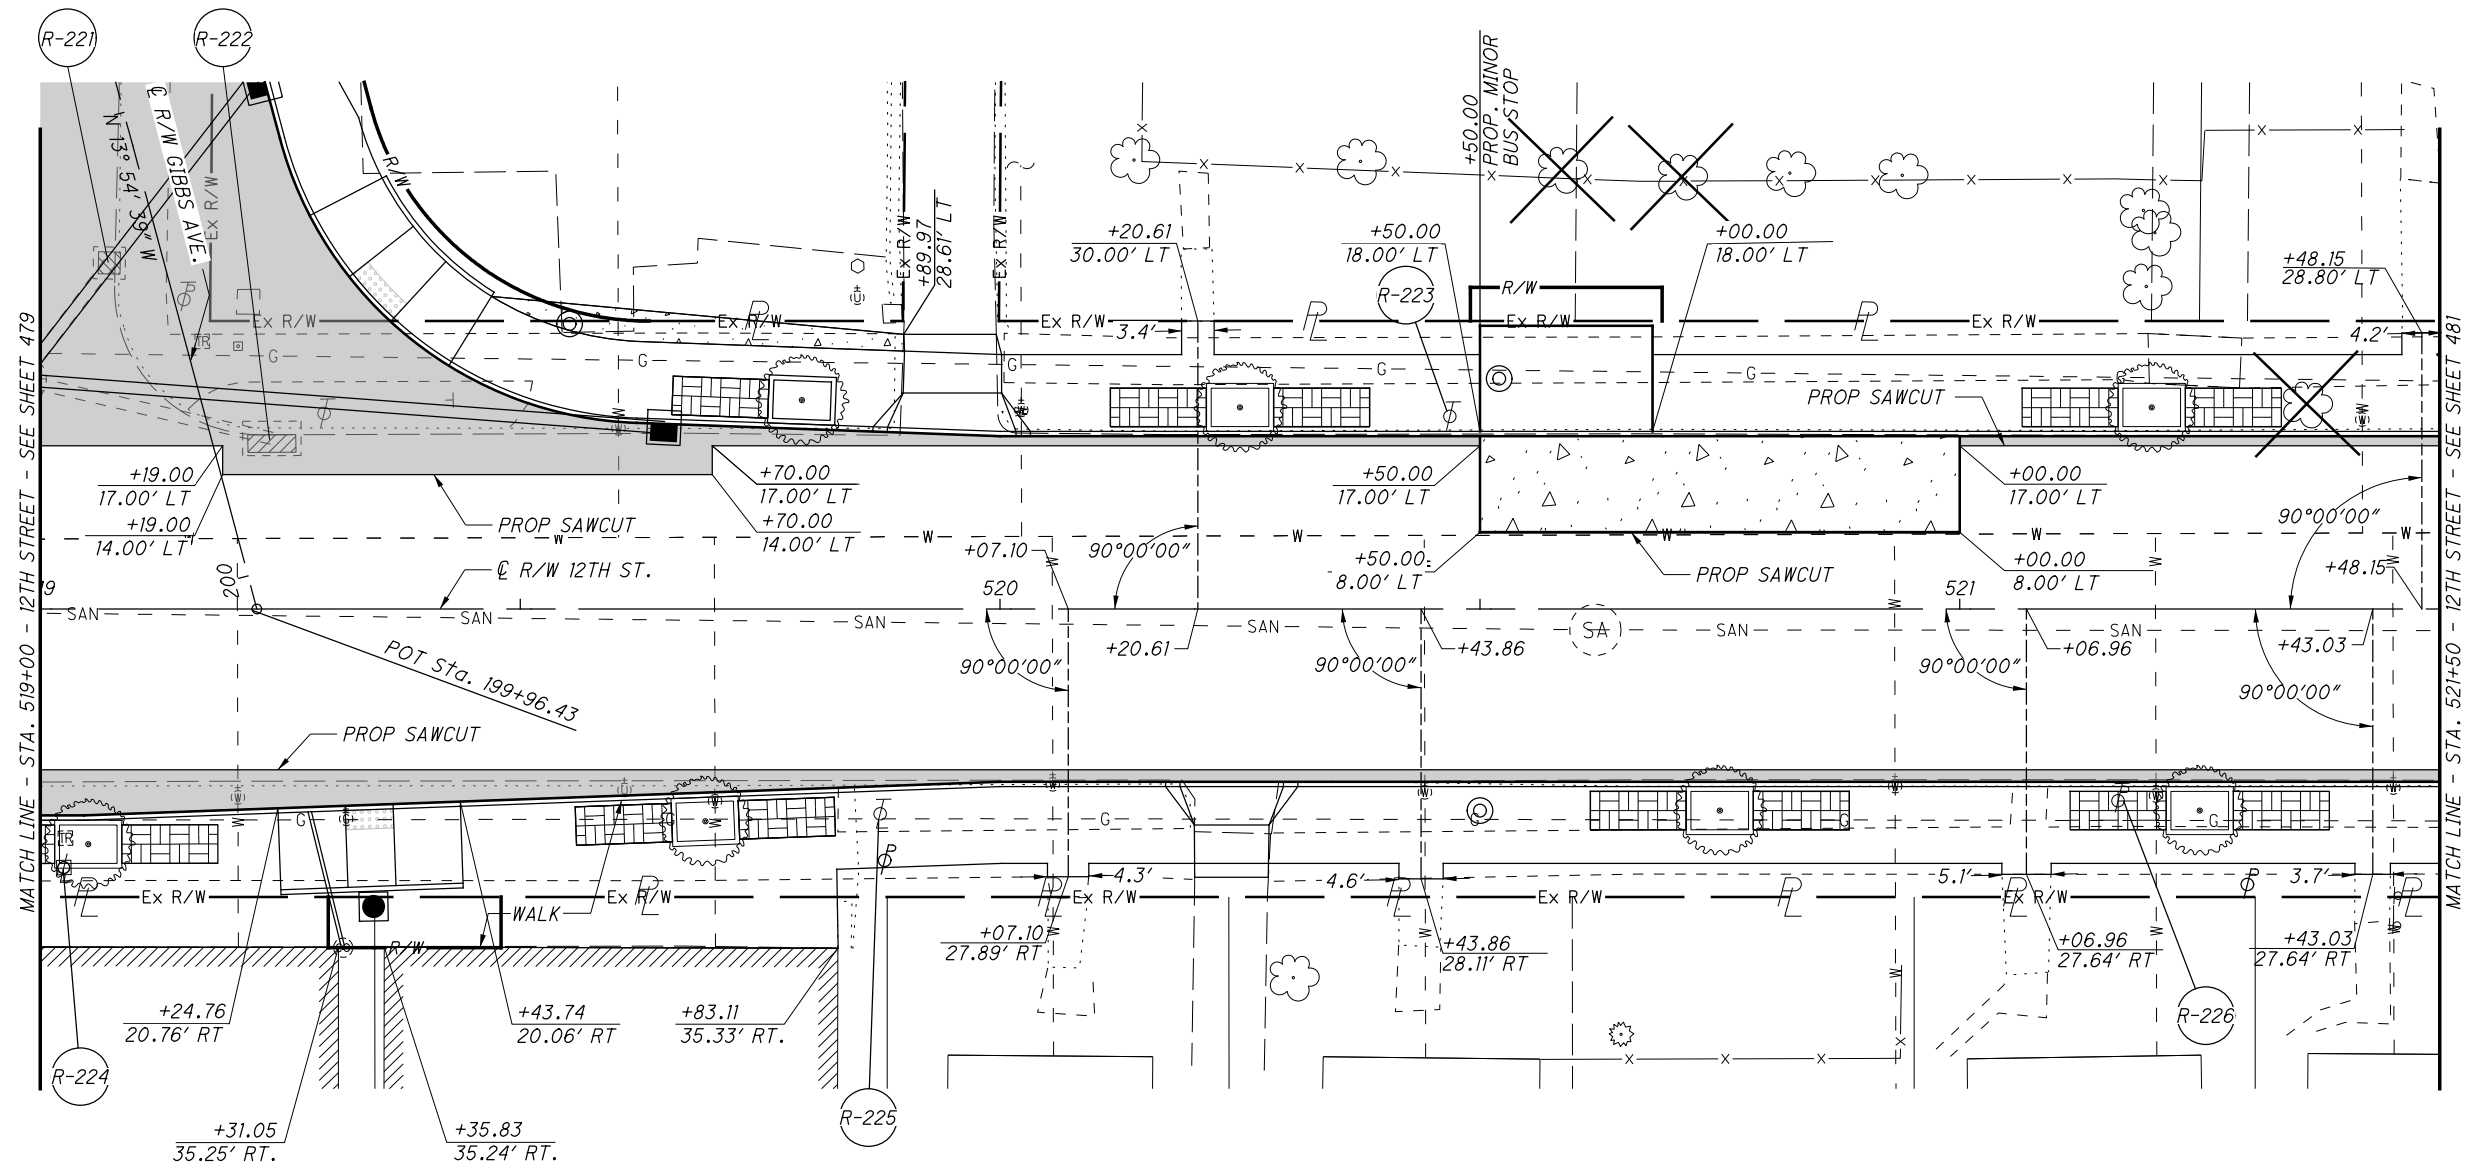 R-221
R-222
℄ R/W GIBBS AVE.
N 13° 54' 39" W
Ex R/W
R/W
Ex R/W
+89.97
28.61' LT
Ex R/W
+50.00
PROP. MINOR
BUS STOP
+20.61
30.00' LT
+50.00
18.00' LT
+00.00
18.00' LT
+48.15
28.80' LT
R-223
R/W
Ex R/W
Ex R/W
Ex R/W
Ex R/W
Ex R/W
3.4'
4.2'
TR
G
G
G
G
G
PROP SAWCUT
+19.00
17.00' LT
+19.00
14.00' LT
+70.00
17.00' LT
+70.00
14.00' LT
PROP SAWCUT
+50.00
17.00' LT
+50.00
8.00' LT
+00.00
17.00' LT
+00.00
8.00' LT
PROP SAWCUT
+07.10
90°00'00"
90°00'00"
+48.15
℄ R/W 12TH ST.
200
9
520
521
SAN
SAN
SAN
SAN
SAN
SAN
SA
+20.61
+43.86
+06.96
+43.03
90°00'00"
90°00'00"
90°00'00"
90°00'00"
POT Sta. 199+96.43
PROP SAWCUT
MATCH LINE - STA. 519+00 - 12TH STREET - SEE SHEET 479
MATCH LINE - STA. 521+50 - 12TH STREET - SEE SHEET 481
TR
G
G
G
G
G
4.3'
4.6'
5.1'
3.7'
Ex R/W
Ex R/W
Ex R/W
Ex R/W
Ex R/W
WALK
R/W
+07.10
27.89' RT
+43.86
28.11' RT
+06.96
27.64' RT
+43.03
27.64' RT
+24.76
20.76' RT
+43.74
20.06' RT
+83.11
35.33' RT.
R-224
R-225
R-226
+31.05
35.25' RT.
+35.83
35.24' RT.